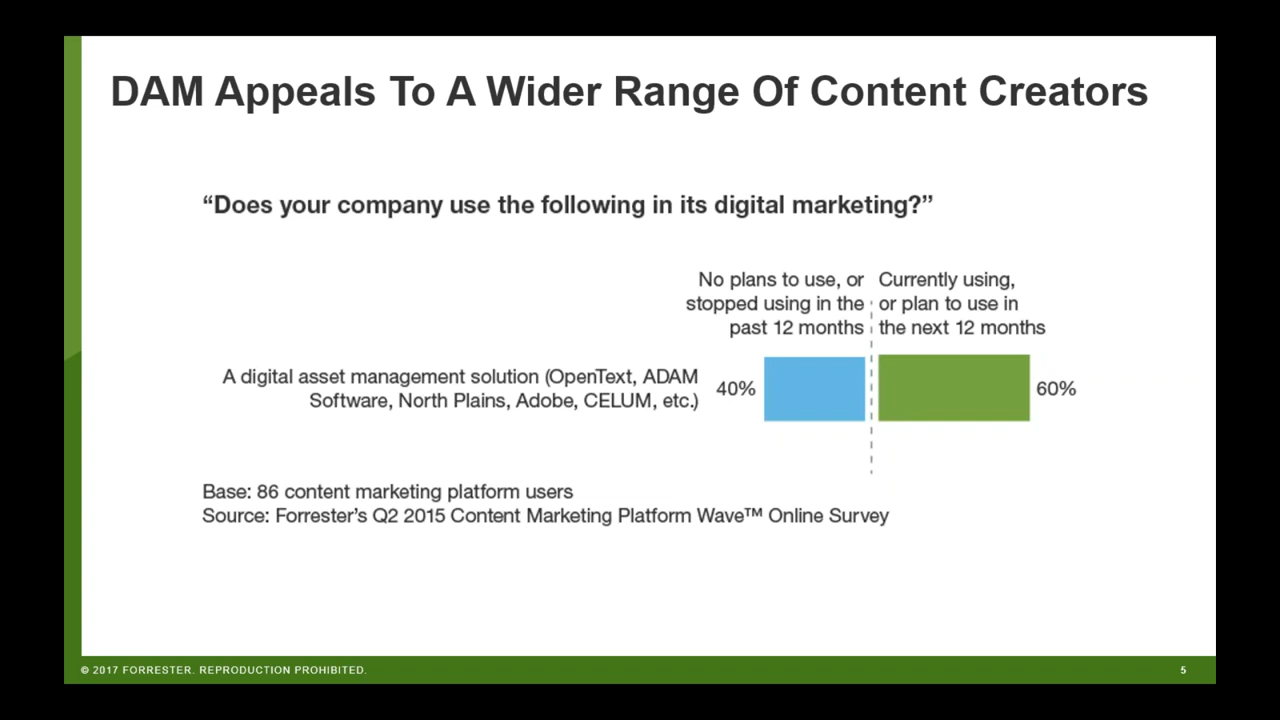 DAM Appeals To A Wider Range Of Content Creators
“Does your company use the following in its digital marketing?”
No plans to use, or
stopped using in the
past 12 months
Currently using,
or plan to use in
the next 12 months
A digital asset management solution (OpenText, ADAM
Software, North Plains, Adobe, CELUM, etc.)
40%
60%
Base: 86 content marketing platform users
Source: Forrester’s Q2 2015 Content Marketing Platform Wave™ Online Survey
© 2017 FORRESTER. REPRODUCTION PROHIBITED.
5